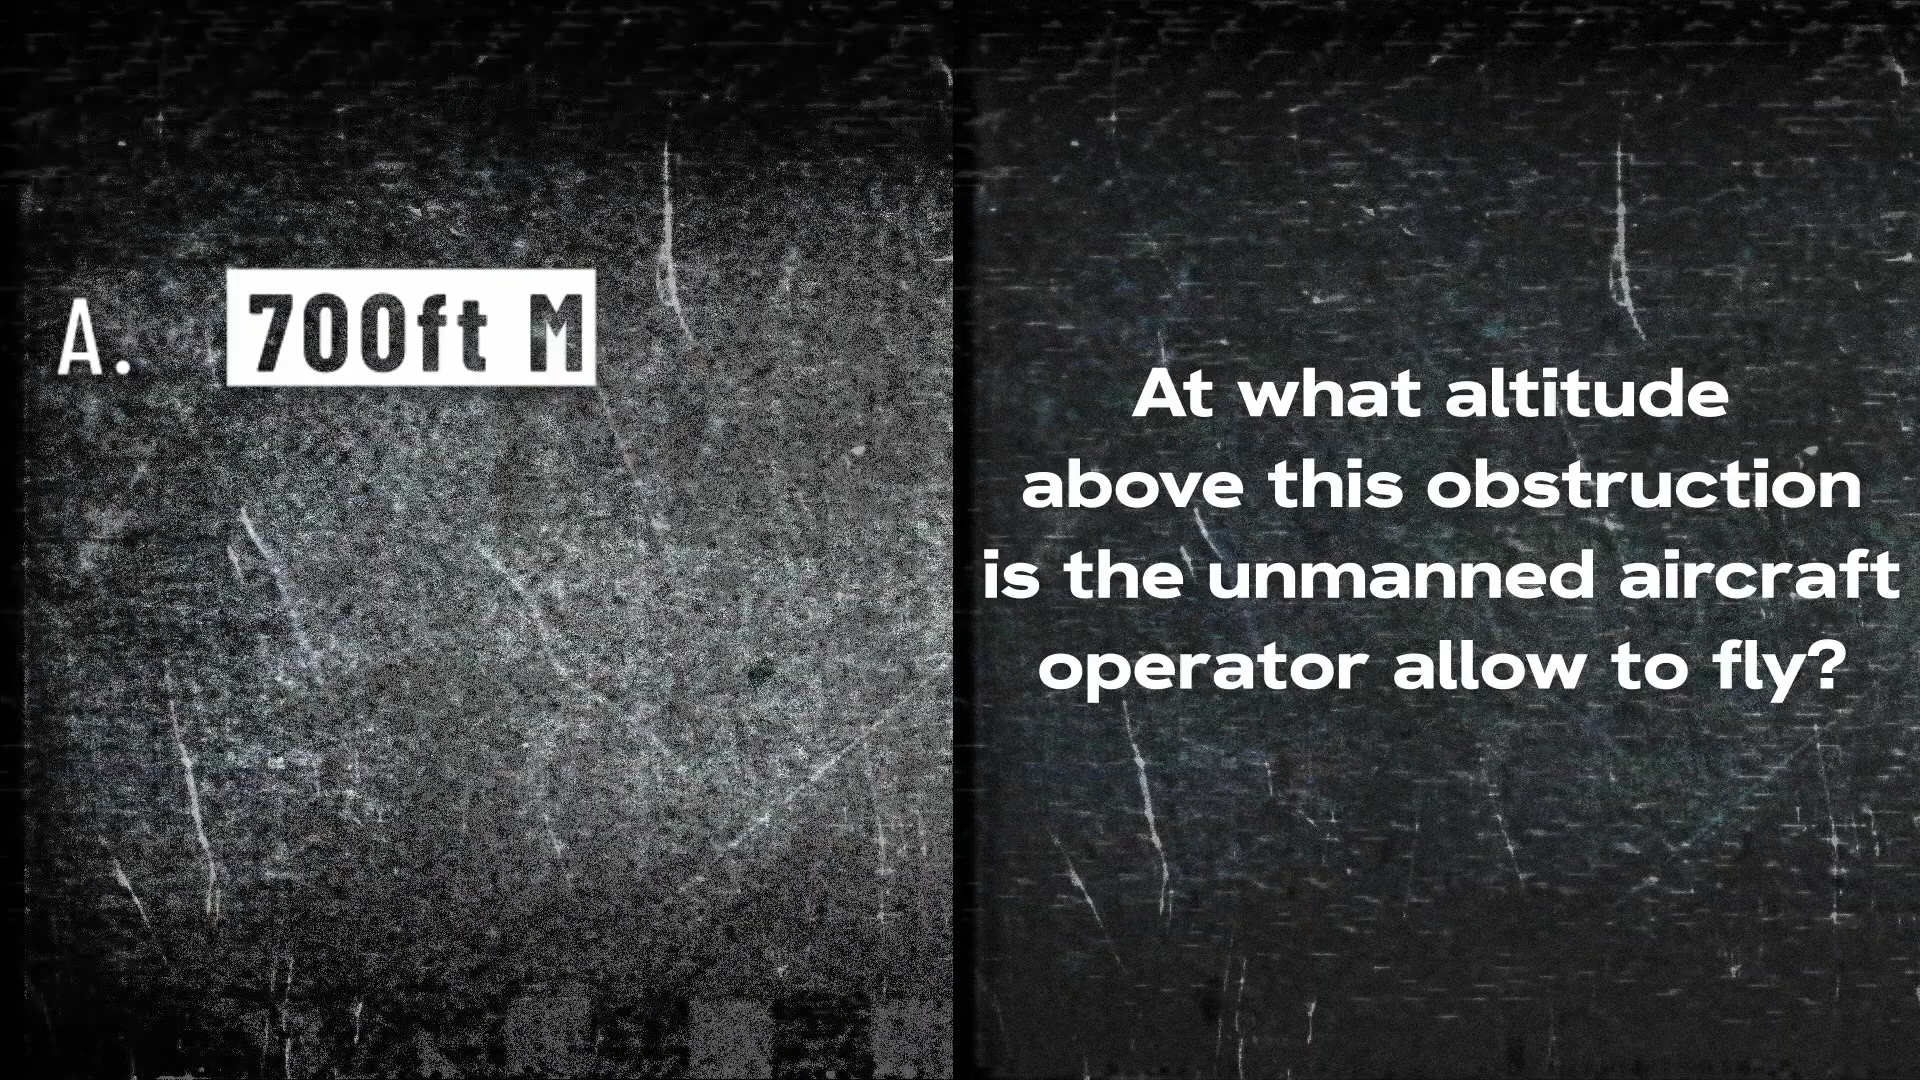 A. 700ft M
At what altitude
above this obstruction
is the unmanned aircraft
operator allow to fly?